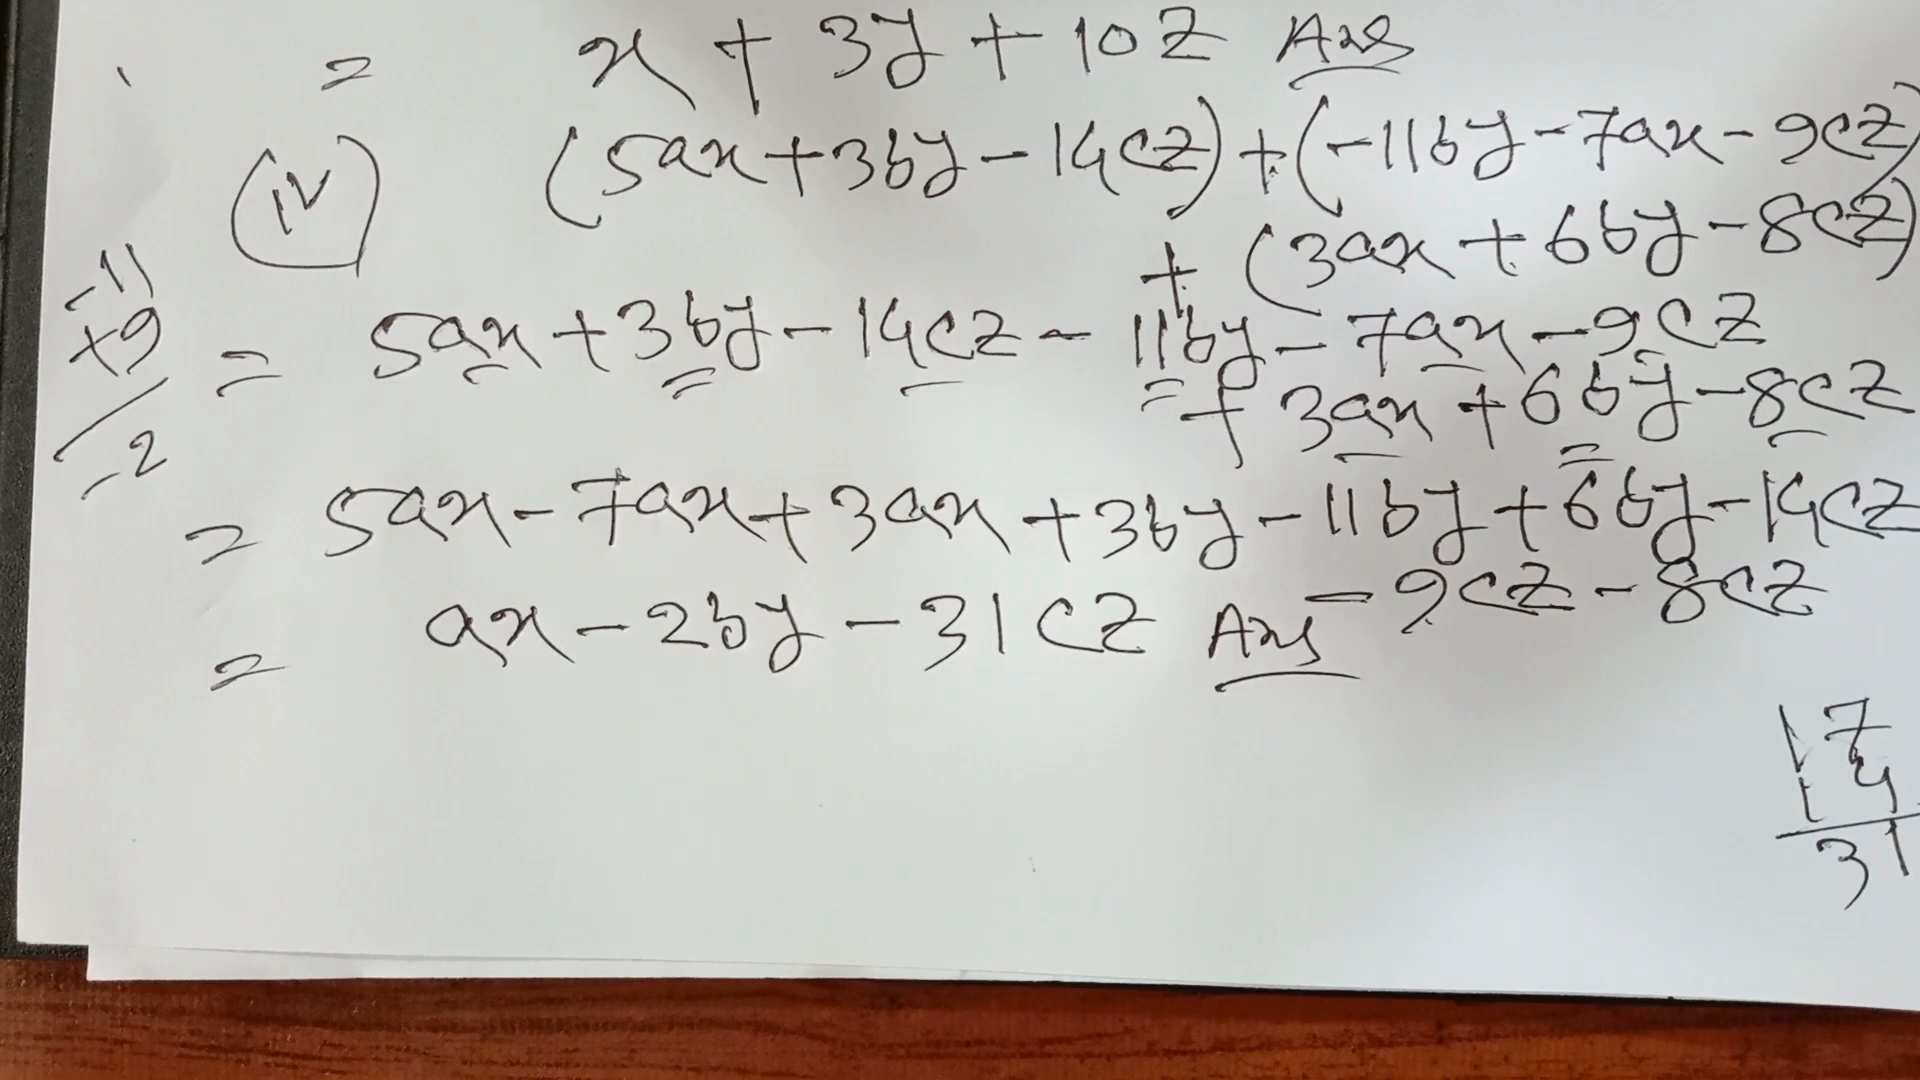 = x + 3y + 10z Ans
(iv) (5ax+3by-14cz)+(-11by-7ax-9cz)
+ (3ax+6by-8cz)
-11
+9
-2
= 5ax+3by-14cz-11by-7ax-9cz
+3ax+6by-8cz
= 5ax-7ax+3ax+3by-11by+6by-14cz
-9cz-8cz
= ax-2by-31cz Ans
17
14
31